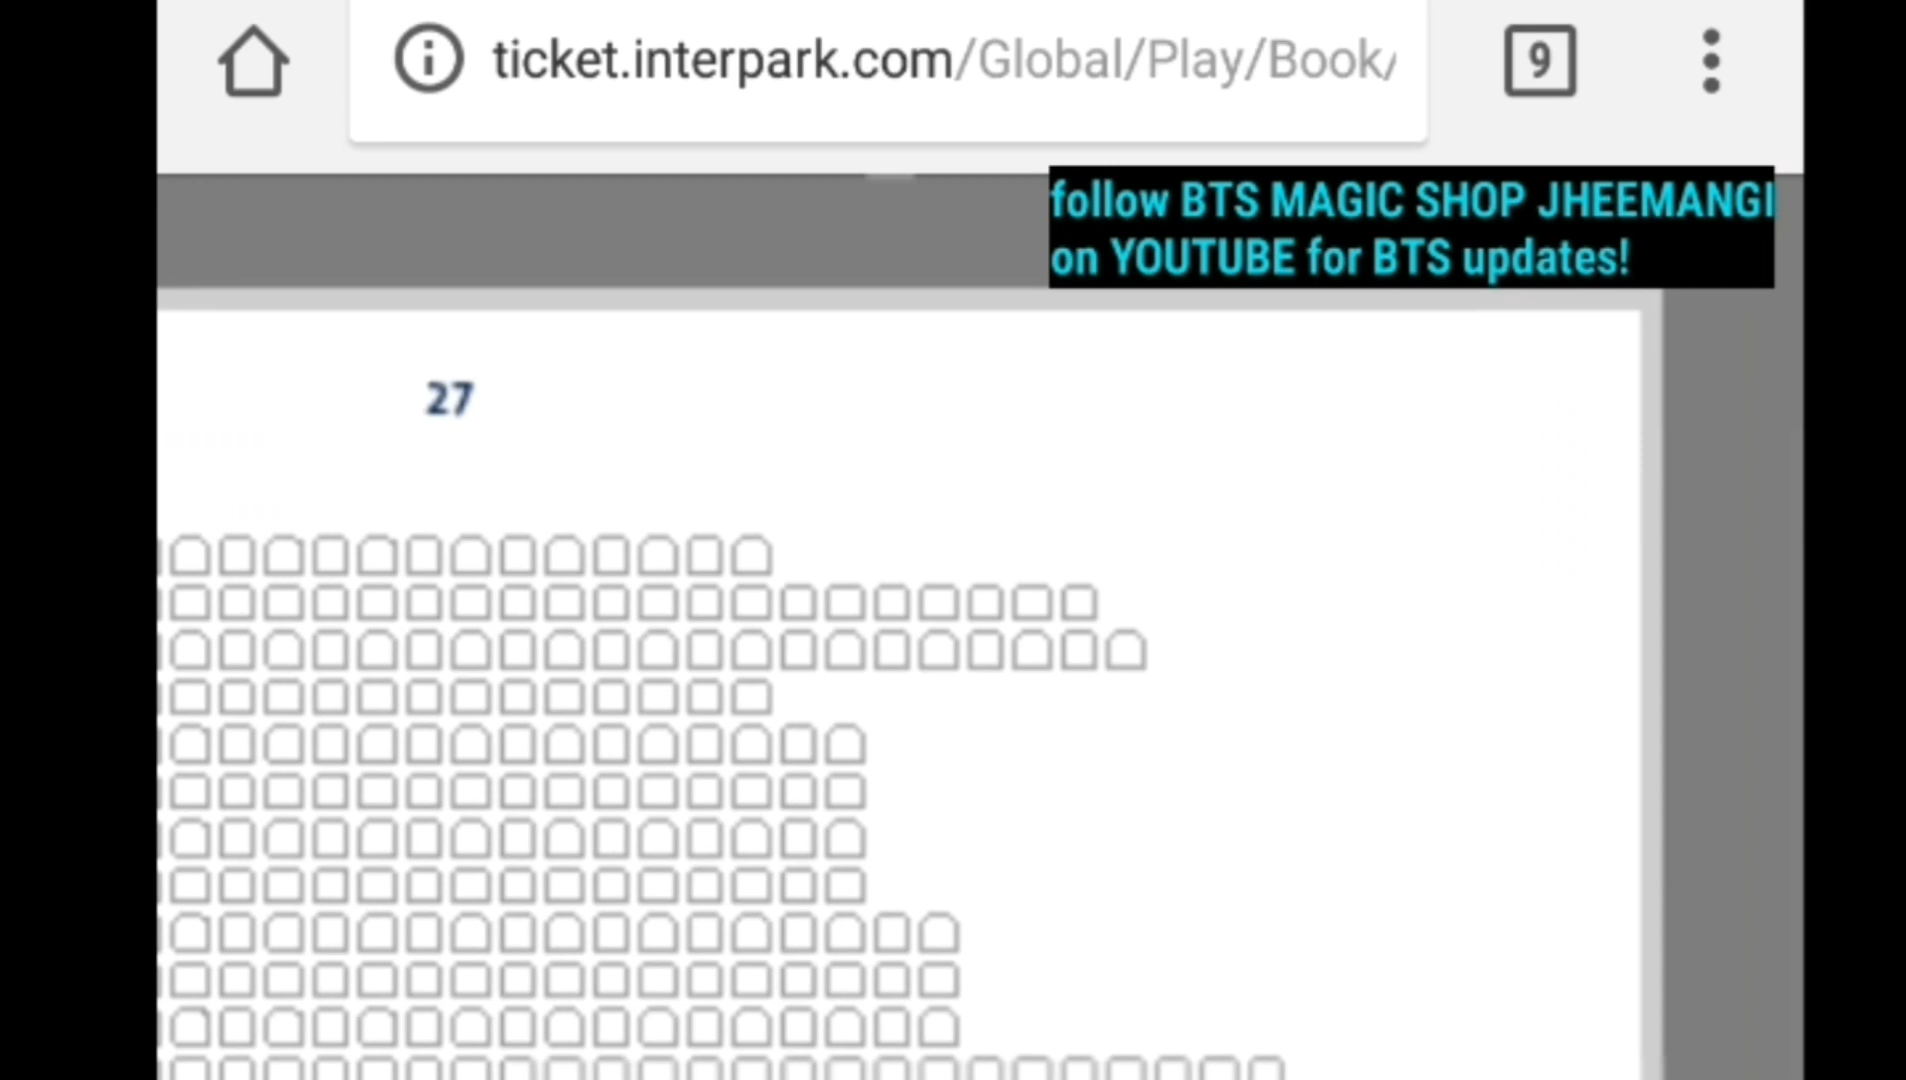 ticket.interpark.com/Global/Play/Book/
9
follow BTS MAGIC SHOP JHEEMANGI
on YOUTUBE for BTS updates!
27